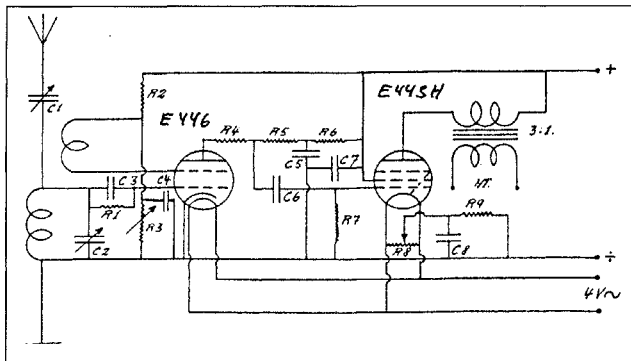 C1
R2
E446
R4
R5
R6
C5
C7
E443H
3:1.
+
HT.
C3
R1
C2
C4
R3
C6
R7
R8
C8
R9
÷
4V~